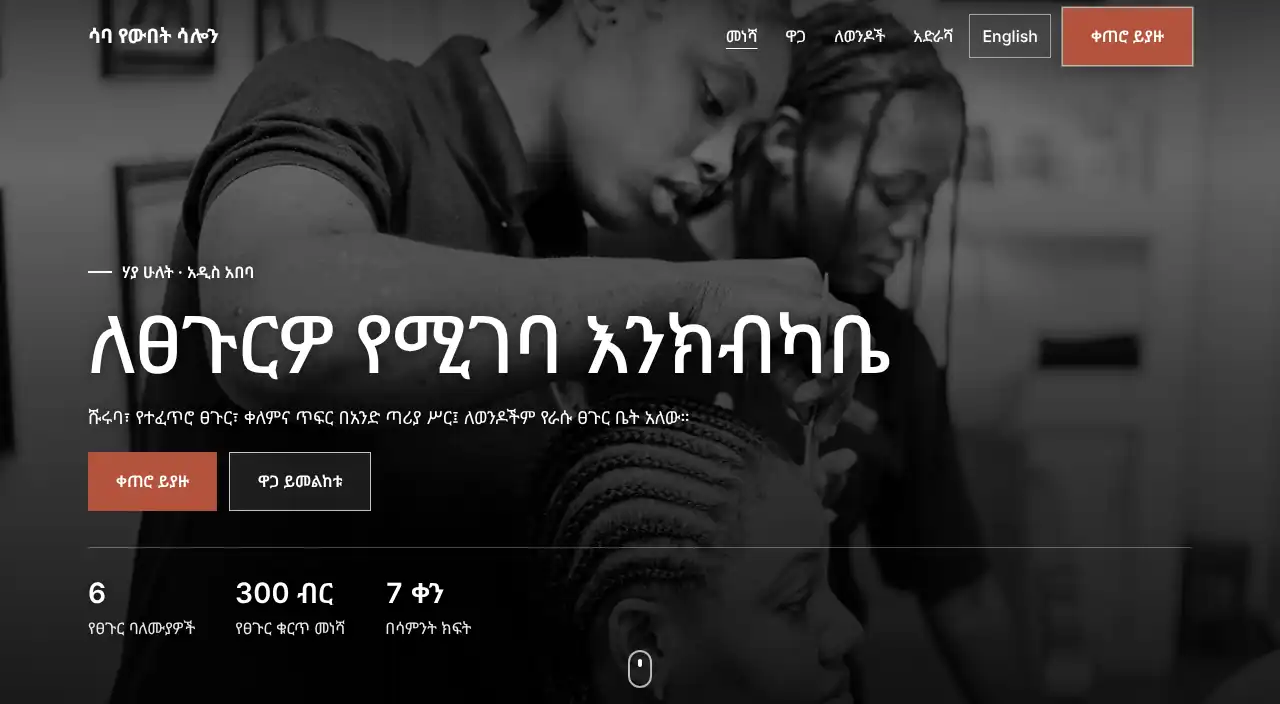 ሳባ የውበት ሳሎን
መነሻ ዋጋ ለወንዶች አድራሻ English ቀጠሮ ይያዙ
ሃያ ሁለት · አዲስ አበባ
ለፀጉርዎ የሚገባ እንክብካቤ
ሹሩባ፣ የተፈጥሮ ፀጉር፣ ቀለምና ጥፍር በአንድ ጣሪያ ሥር፤ ለወንዶችም የራሱ ፀጉር ቤት አለው።
ቀጠሮ ይያዙ ዋጋ ይመልከቱ
6 300 ብር 7 ቀን
የፀጉር ባለሙያዎች የፀጉር ቁርጥ መነሻ በሳምንት ክፍት